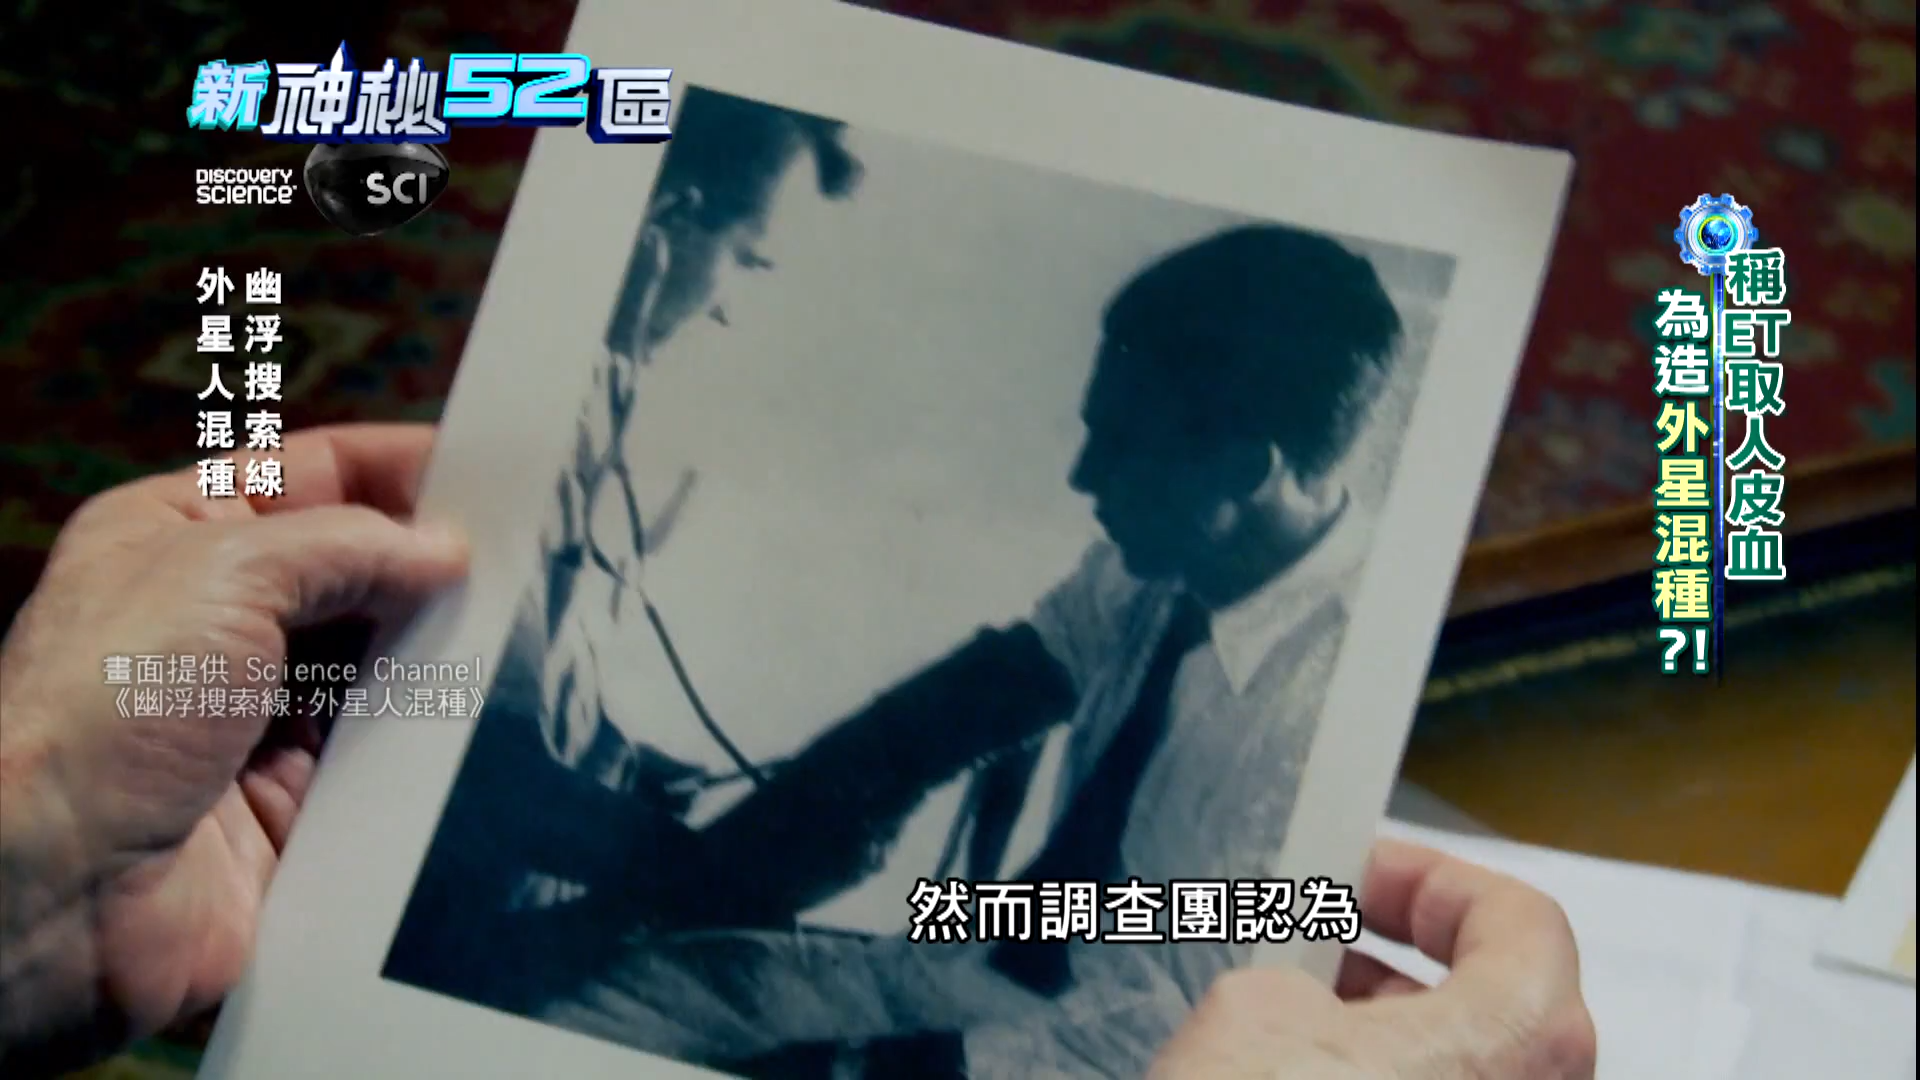 新神秘52區
DISCOVERY
SCIENCE
SCI
幽浮搜索線
外星人混種
稱ET取人皮血
為造外星混種?!
畫面提供 Science Channel
《幽浮搜索線:外星人混種》
然而調查團認為